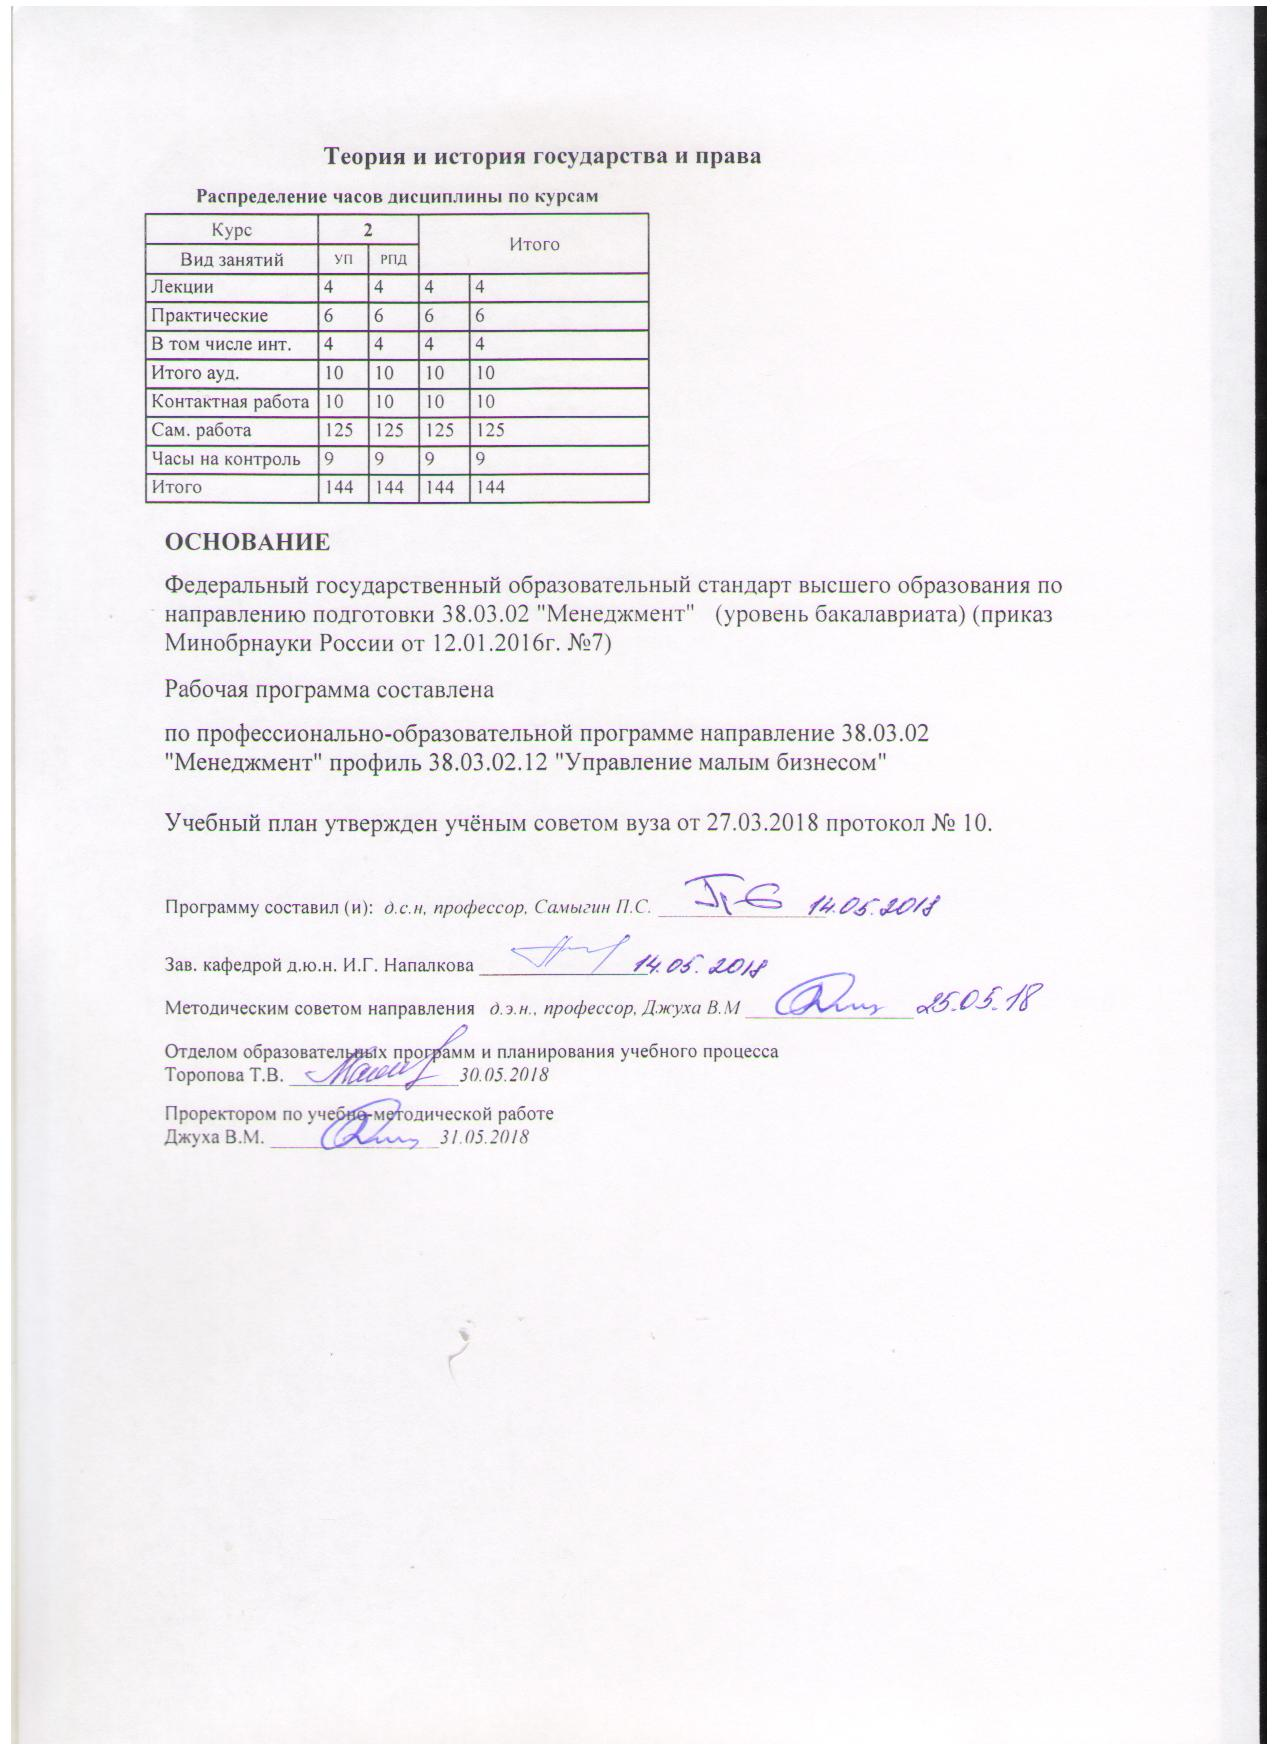 Теория и история государства и права
Распределение часов дисциплины по курсам
Курс 2 Итого
Вид занятий УП РПД
Лекции 4 4 4 4
Практические 6 6 6 6
В том числе инт. 4 4 4 4
Итого ауд. 10 10 10 10
Контактная работа 10 10 10 10
Сам. работа 125 125 125 125
Часы на контроль 9 9 9 9
Итого 144 144 144 144
ОСНОВАНИЕ
Федеральный государственный образовательный стандарт высшего образования по
направлению подготовки 38.03.02 "Менеджмент" (уровень бакалавриата) (приказ
Минобрнауки России от 12.01.2016г. №7)
Рабочая программа составлена
по профессионально-образовательной программе направление 38.03.02
"Менеджмент" профиль 38.03.02.12 "Управление малым бизнесом"
Учебный план утвержден учёным советом вуза от 27.03.2018 протокол № 10.
Программу составил (и): д.с.н, профессор, Самыгин П.С. 14.05.2018
Зав. кафедрой д.ю.н. И.Г. Напалкова 14.05.2018
Методическим советом направления д.э.н., профессор, Джуха В.М 25.05.18
Отделом образовательных программ и планирования учебного процесса
Торопова Т.В. 30.05.2018
Проректором по учебно-методической работе
Джуха В.М. 31.05.2018